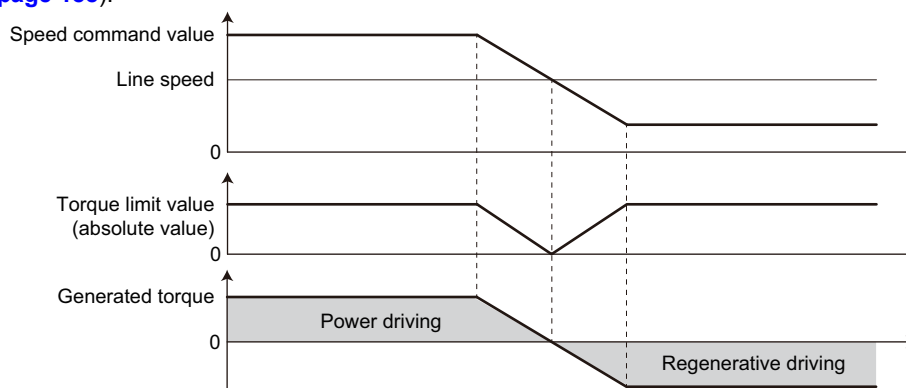 page
Speed command value
Line speed
0
Torque limit value
(absolute value)
0
Generated torque
Power driving
0
Regenerative driving